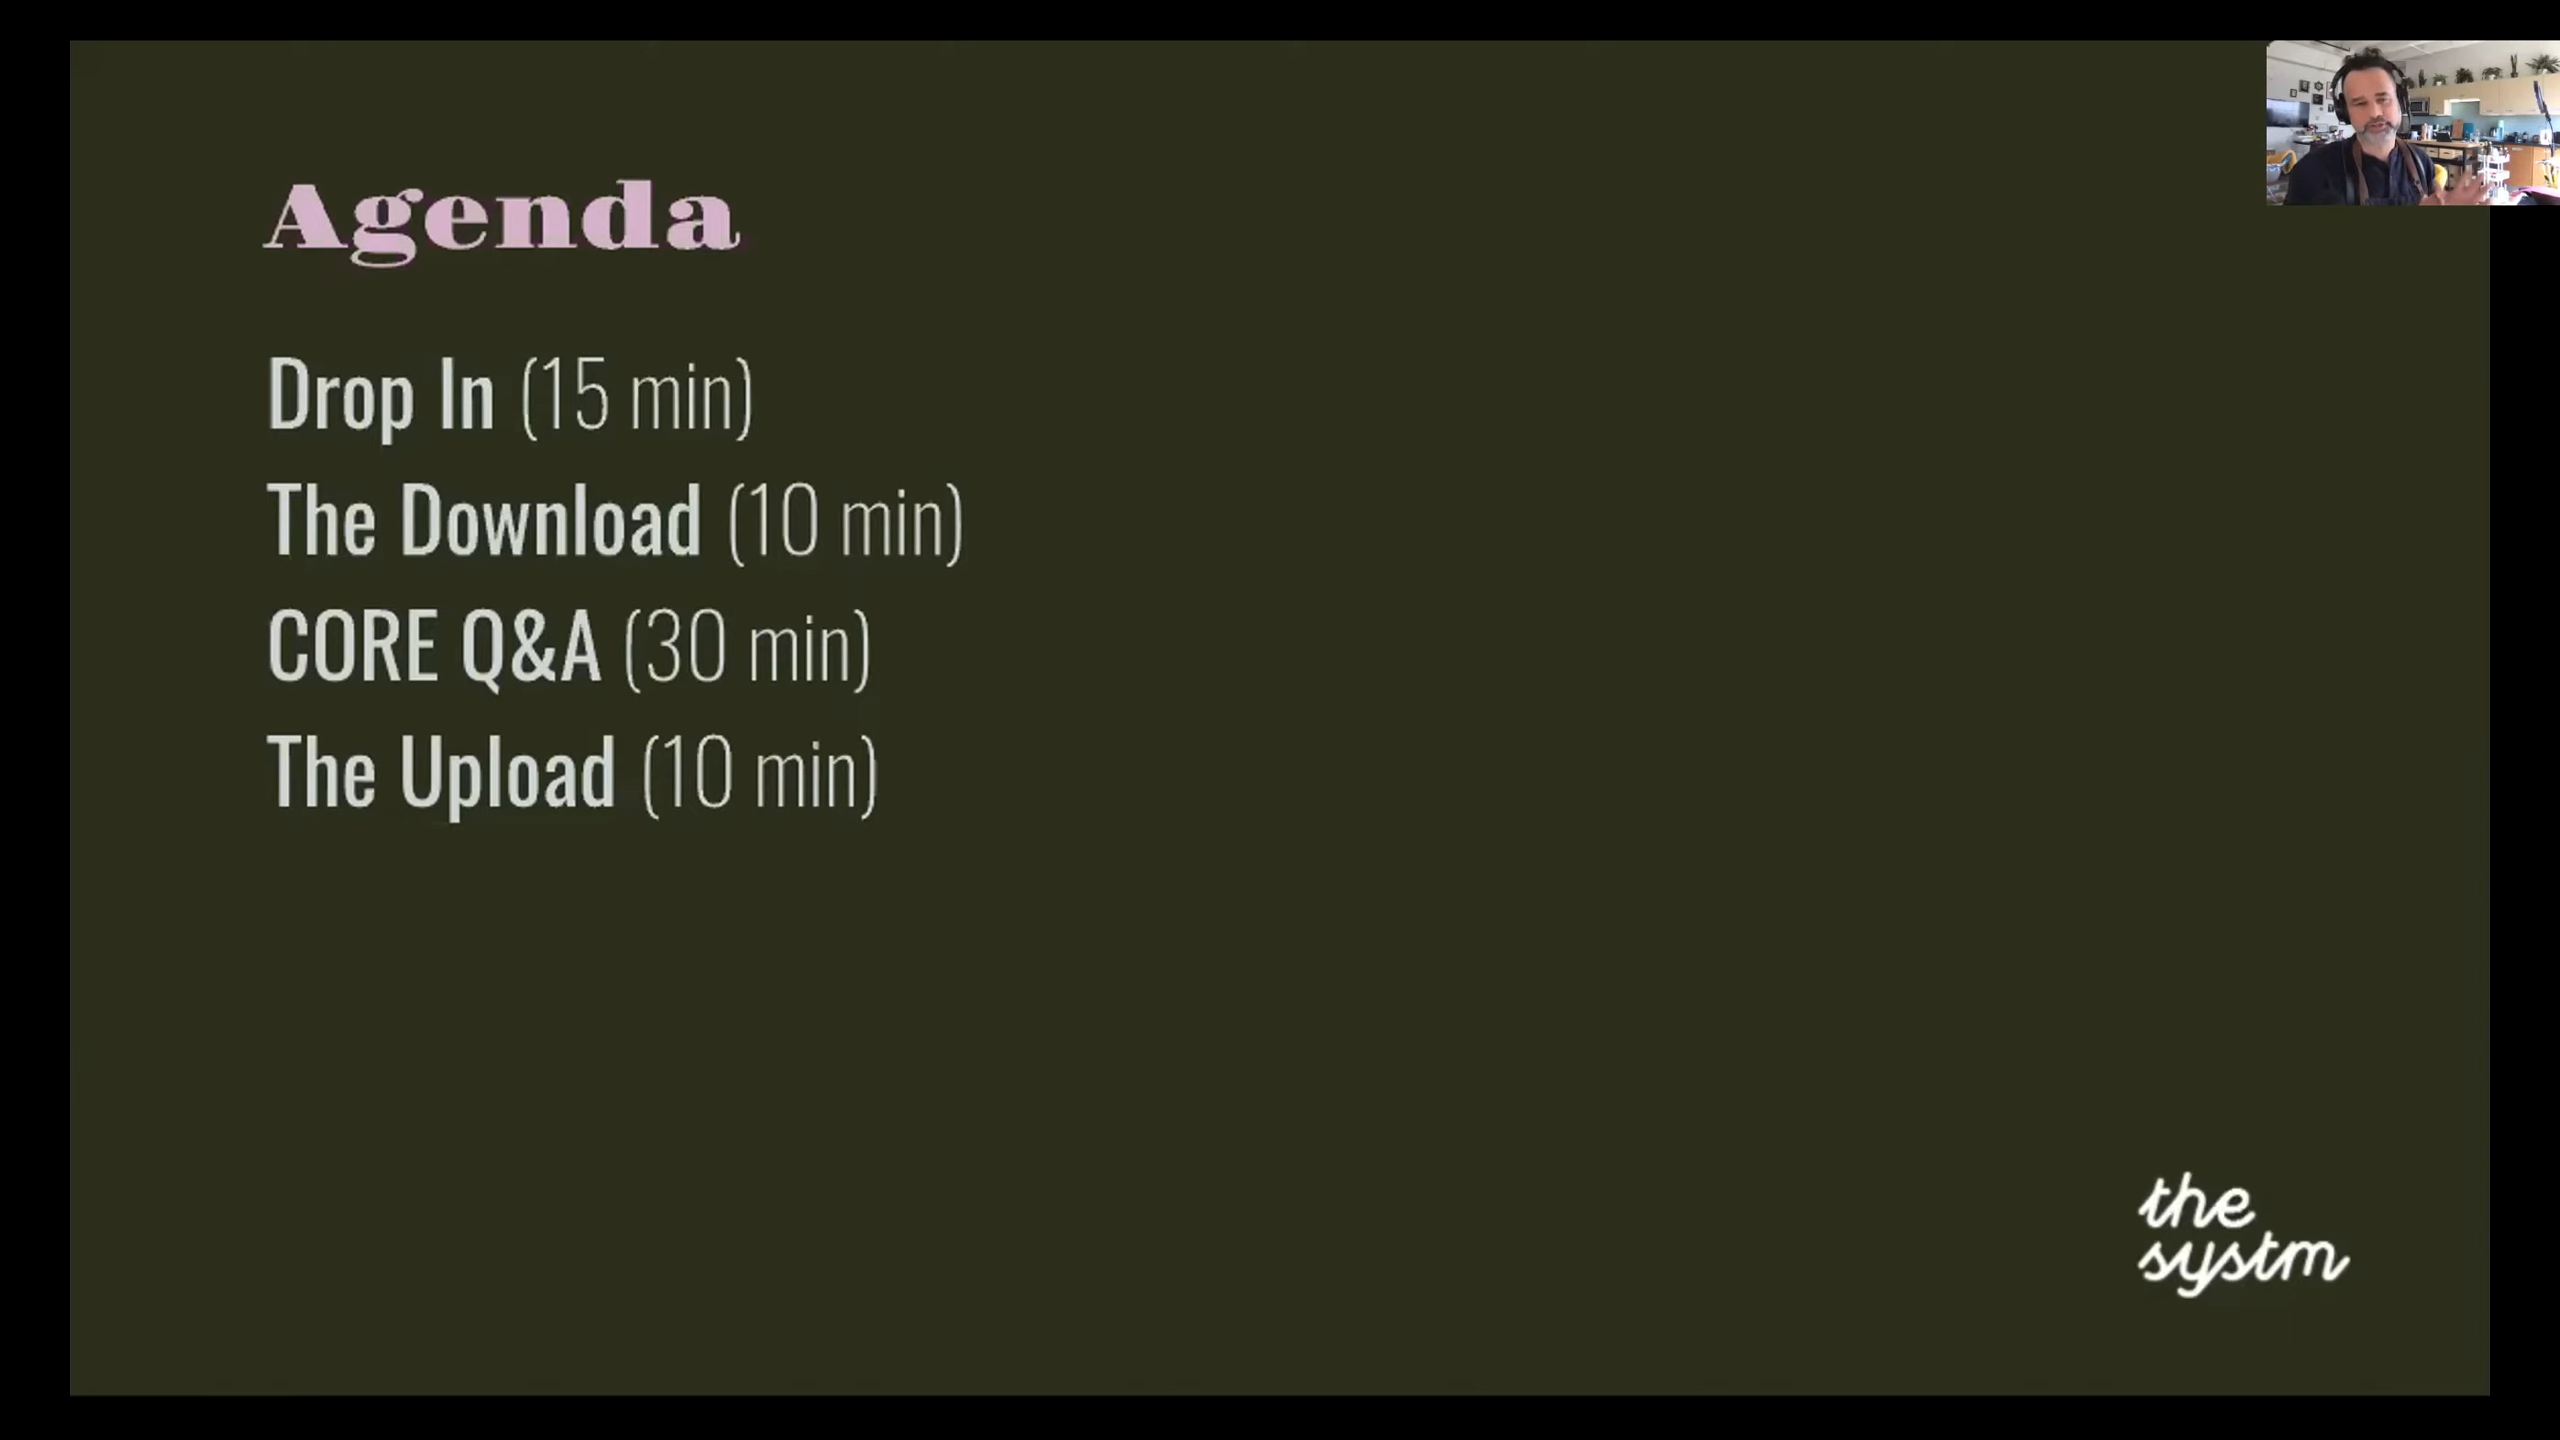 Agenda
Drop In (15 min)
The Download (10 min)
CORE Q&A (30 min)
The Upload (10 min)
the
systm